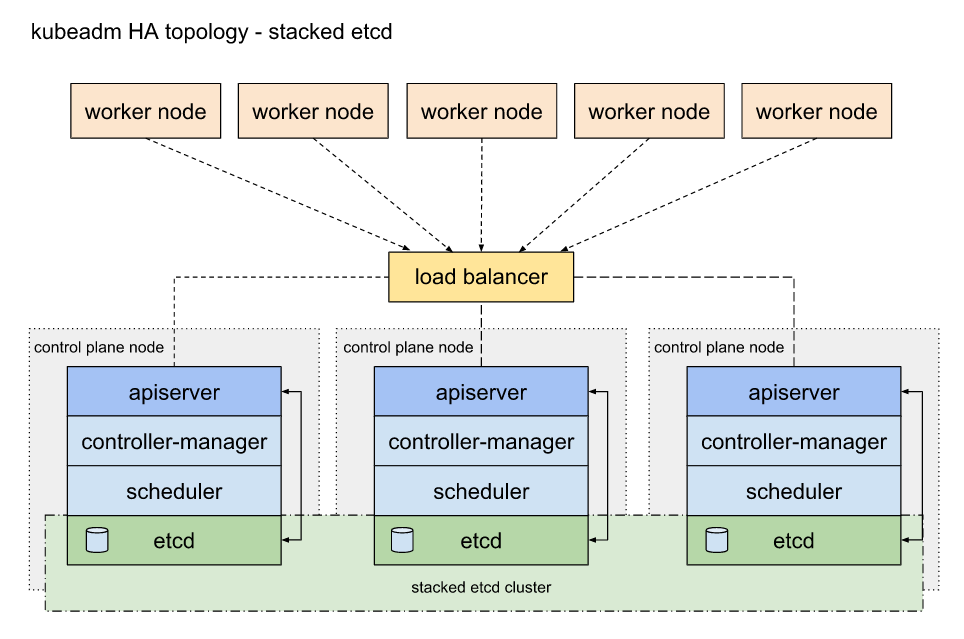 kubeadm HA topology - stacked etcd
worker node
worker node
worker node
worker node
worker node
load balancer
control plane node
control plane node
control plane node
apiserver
apiserver
apiserver
controller-manager
controller-manager
controller-manager
scheduler
scheduler
scheduler
etcd
etcd
etcd
stacked etcd cluster